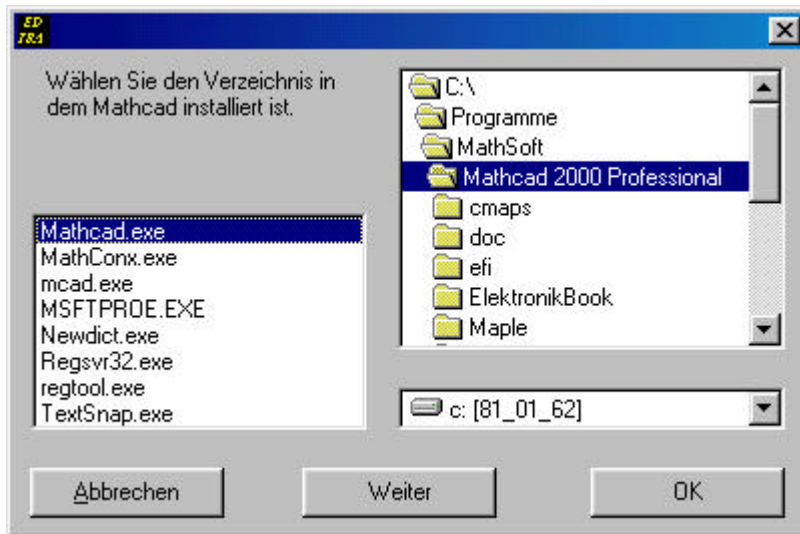 ED
TRA
Wählen Sie den Verzeichnis in
dem Mathcad installiert ist.
Mathcad.exe
MathConx.exe
mcad.exe
MSFTPROE.EXE
Newdict.exe
Regsvr32.exe
regtool.exe
TextSnap.exe
C:\
Programme
MathSoft
Mathcad 2000 Professional
cmaps
doc
efi
ElektronikBook
Maple
c: [81_01_62]
Abbrechen
Weiter
OK